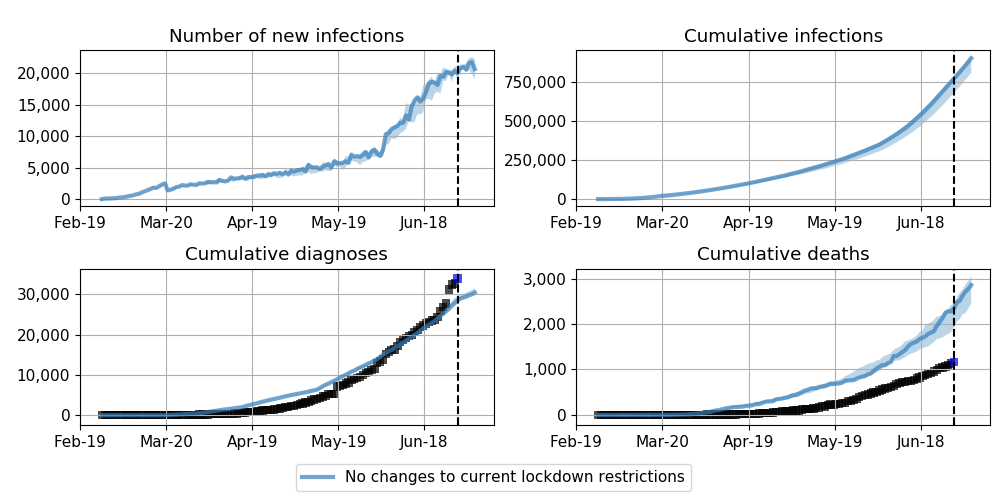 Number of new infections
20,000
15,000
10,000
5,000
0
Feb-19 Mar-20 Apr-19 May-19 Jun-18
Cumulative infections
750,000
500,000
250,000
0
Feb-19 Mar-20 Apr-19 May-19 Jun-18
Cumulative diagnoses
30,000
20,000
10,000
0
Feb-19 Mar-20 Apr-19 May-19 Jun-18
Cumulative deaths
3,000
2,000
1,000
0
Feb-19 Mar-20 Apr-19 May-19 Jun-18
No changes to current lockdown restrictions